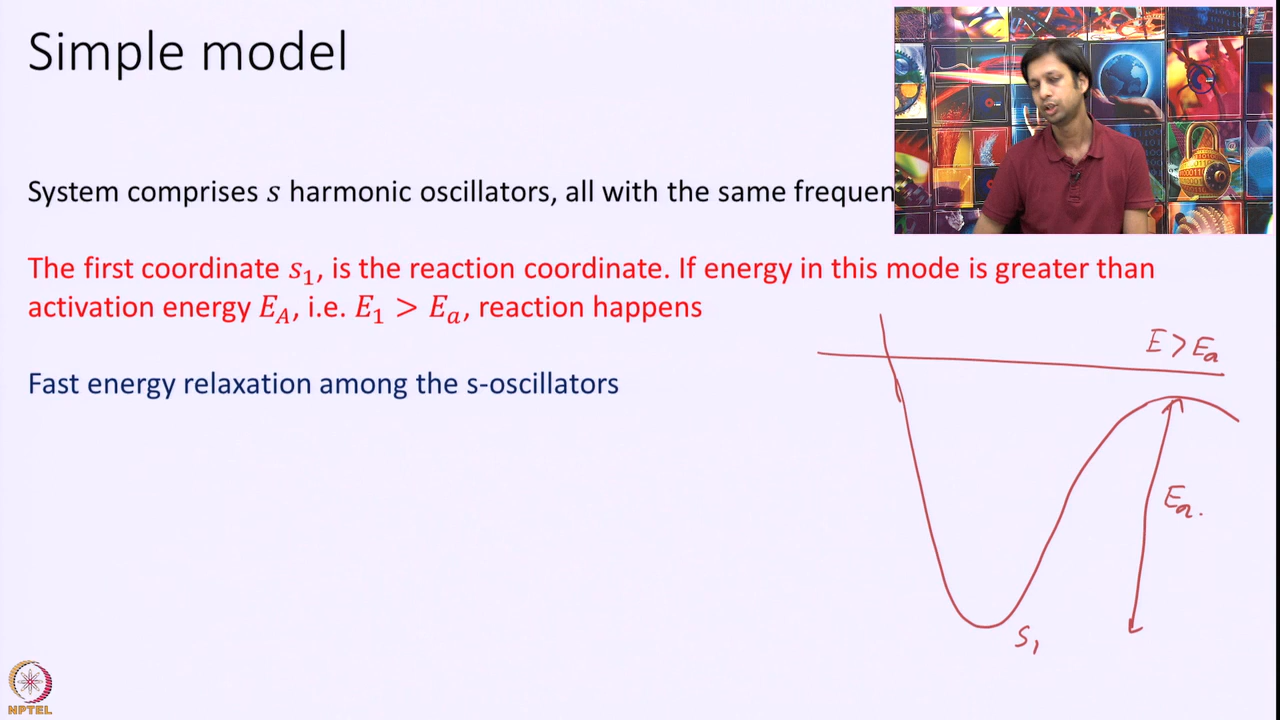 Simple model
System comprises s harmonic oscillators, all with the same frequen
The first coordinate s₁, is the reaction coordinate. If energy in this mode is greater than
activation energy E_A, i.e. E₁ > Eₐ, reaction happens
Fast energy relaxation among the s-oscillators
E > Eₐ
Eₐ.
S₁
NPTEL